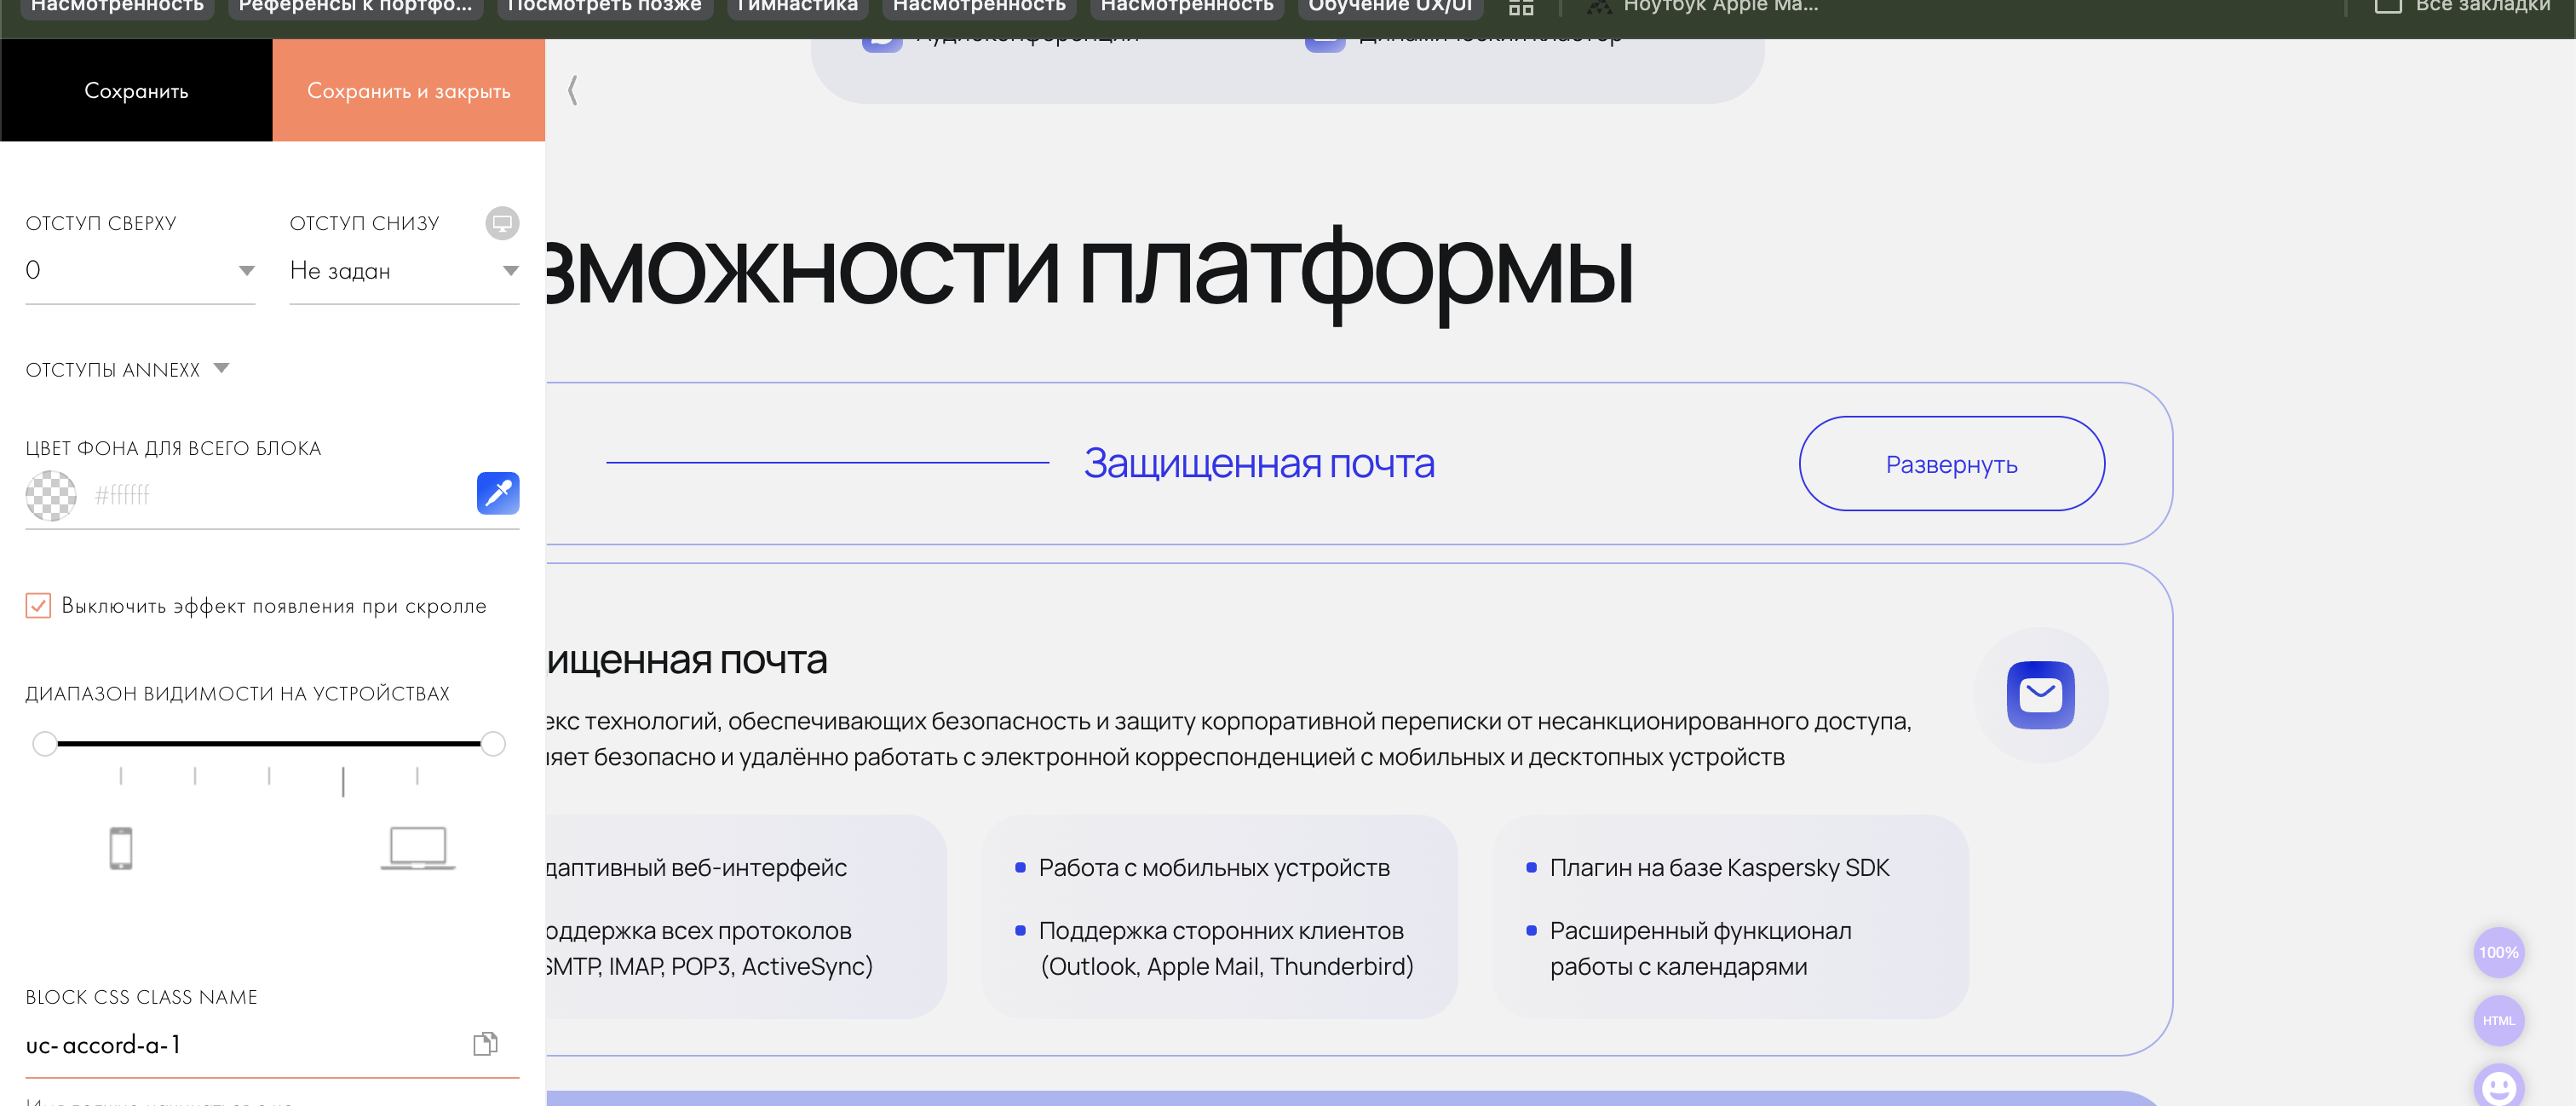 Насмотренность
Референсы к портфо...
Посмотреть позже
Гимнастика
Насмотренность
Насмотренность
Обучение UX/UI
Ноутбук Apple Ma...
Все закладки
Сохранить
Сохранить и закрыть
Аудиоконференции
Динамический кластер
ОТСТУП СВЕРХУ
ОТСТУП СНИЗУ
0
Не задан
зможности платформы
ОТСТУПЫ ANNEXX
ЦВЕТ ФОНА ДЛЯ ВСЕГО БЛОКА
#ffffff
Защищенная почта
Развернуть
Выключить эффект появления при скролле
ищенная почта
ДИАПАЗОН ВИДИМОСТИ НА УСТРОЙСТВАХ
екс технологий, обеспечивающих безопасность и защиту корпоративной переписки от несанкционированного доступа,
яет безопасно и удалённо работать с электронной корреспонденцией с мобильных и десктопных устройств
даптивный веб-интерфейс
оддержка всех протоколов
SMTP, IMAP, POP3, ActiveSync)
Работа с мобильных устройств
Поддержка сторонних клиентов
(Outlook, Apple Mail, Thunderbird)
Плагин на базе Kaspersky SDK
Расширенный функционал
работы с календарями
100%
HTML
BLOCK CSS CLASS NAME
uc-accord-a-1